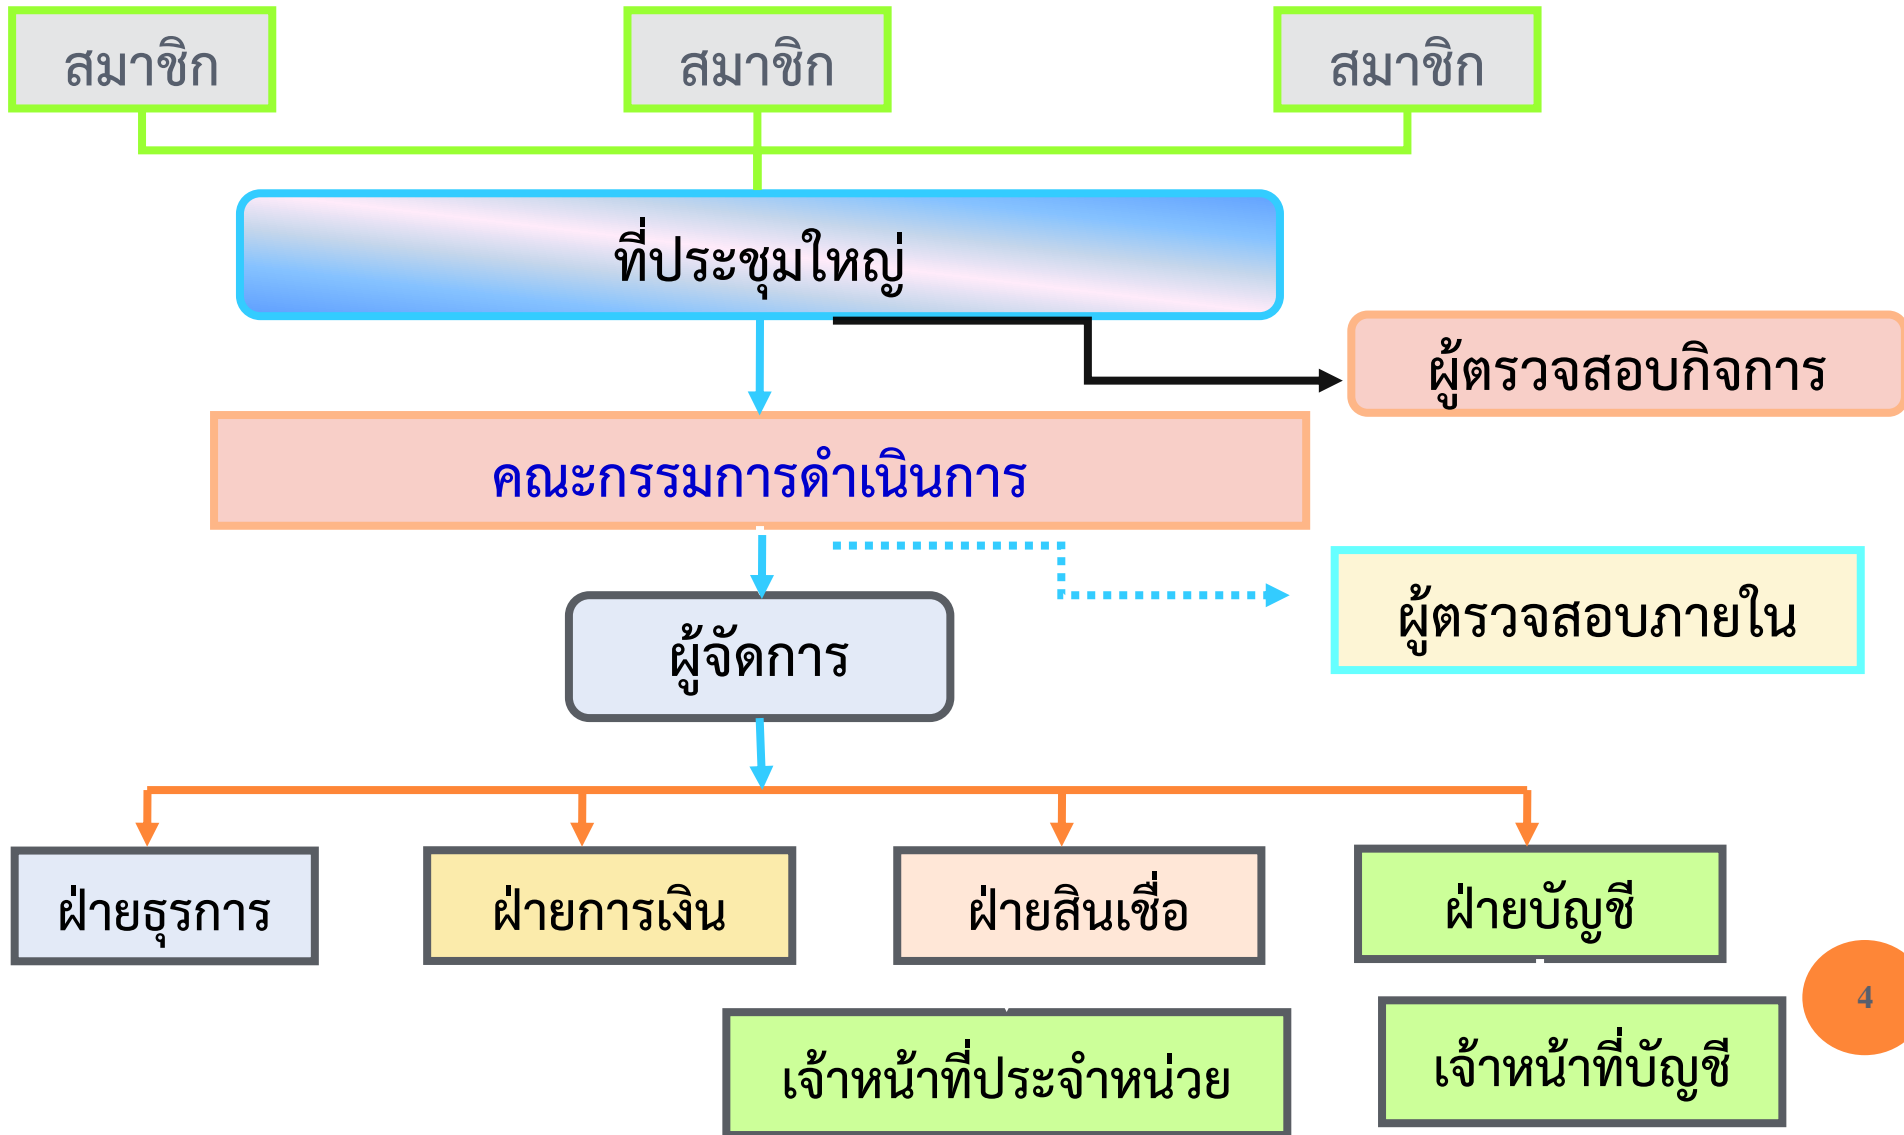 สมาชิก
สมาชิก
สมาชิก
ที่ประชุมใหญ่
ผู้ตรวจสอบกิจการ
คณะกรรมการดำเนินการ
ผู้ตรวจสอบภายใน
ผู้จัดการ
ฝ่ายธุรการ
ฝ่ายการเงิน
ฝ่ายสินเชื่อ
ฝ่ายบัญชี
4
เจ้าหน้าที่ประจำหน่วย
เจ้าหน้าที่บัญชี